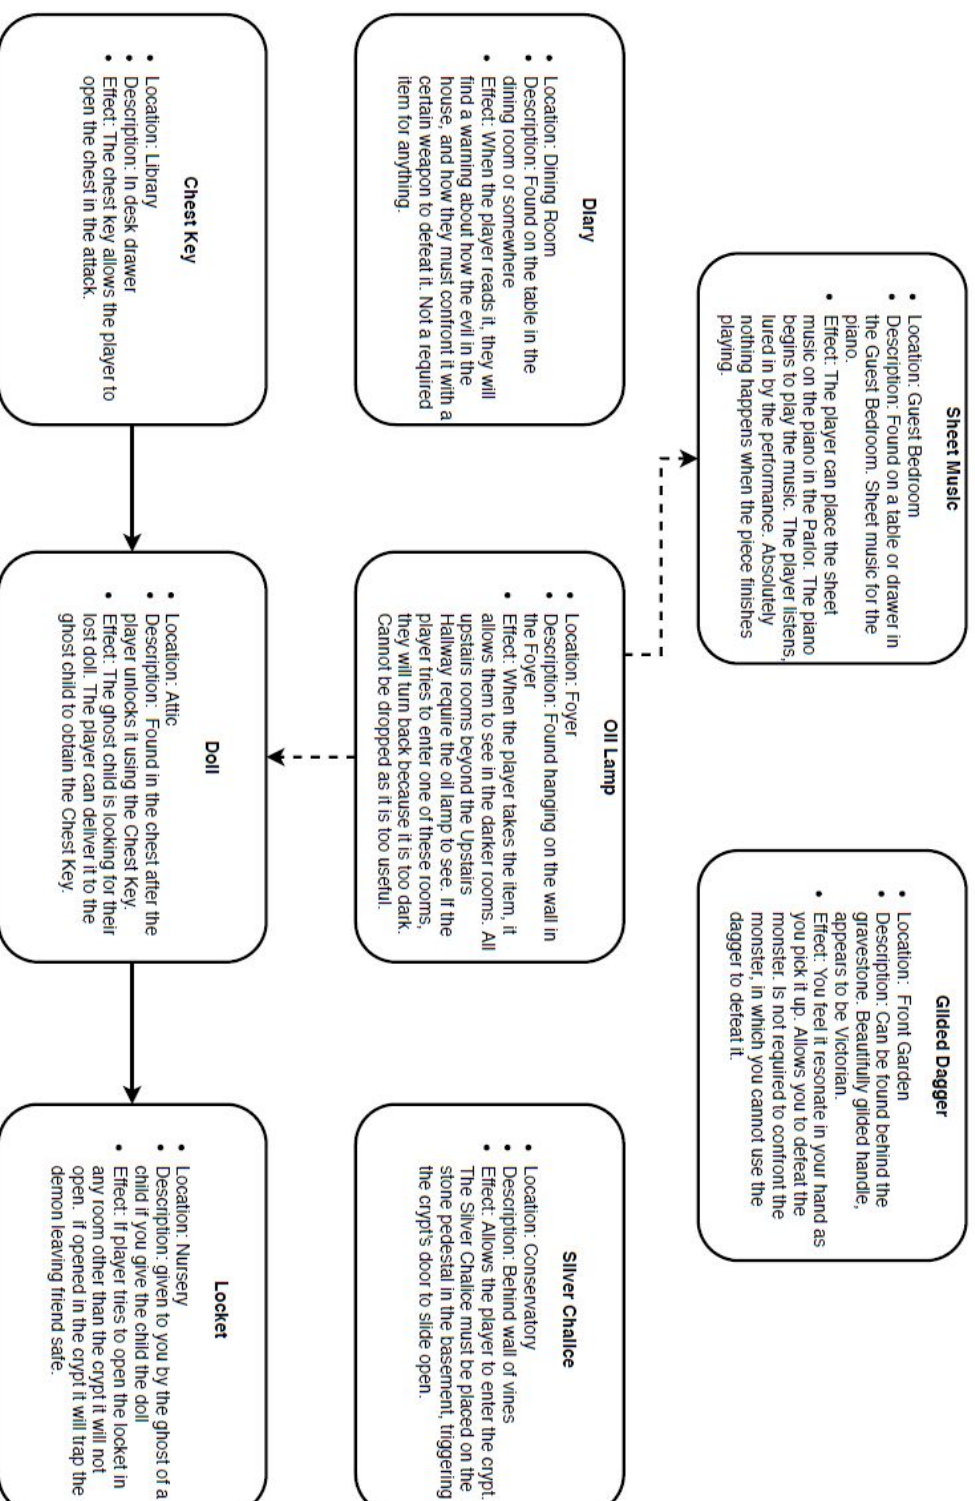 Sheet Music
• Location: Guest Bedroom
• Description: Found on a table or drawer in
the Guest Bedroom. Sheet music for the
piano.
• Effect: The player can place the sheet
music on the piano in the Parlor. The piano
begins to play the music. The player listens,
lured in by the performance. Absolutely
nothing happens when the piece finishes
playing.
Gilded Dagger
• Location: Front Garden
• Description: Can be found behind the
gravestone. Beautifully gilded handle,
appears to be Victorian.
• Effect: You feel it resonate in your hand as
you pick it up. Allows you to defeat the
monster. Is not required to confront the
monster, in which you cannot use the
dagger to defeat it.
Diary
• Location: Dining Room
• Description: Found on the table in the
dining room or somewhere
• Effect: When the player reads it, they will
find a warning about how the evil in the
house, and how they must confront it with a
certain weapon to defeat it. Not a required
item for anything.
Oil Lamp
• Location: Foyer
• Description: Found hanging on the wall in
the Foyer
• Effect: When the player takes the item, it
allows them to see in the darker rooms. All
upstairs rooms beyond the Upstairs
Hallway require the oil lamp to see. If the
player tries to enter one of these rooms,
they will turn back because it is too dark.
Cannot be dropped as it is too useful.
Silver Chalice
• Location: Conservatory
• Description: Behind wall of vines
• Effect: Allows the player to enter the crypt.
The Silver Chalice must be placed on the
stone pedestal in the basement, triggering
the crypt's door to slide open.
Chest Key
• Location: Library
• Description: In desk drawer
• Effect: The chest key allows the player to
open the chest in the attack.
Doll
• Location: Attic
• Description: Found in the chest after the
player unlocks it using the Chest Key.
• Effect: The ghost child is looking for their
lost doll. The player can deliver it to the
ghost child to obtain the Chest Key.
Locket
• Location: Nursery
• Description: given to you by the ghost of a
child if you give the child the doll
• Effect: If player tries to open the locket in
any room other than the crypt it will not
open. if opened in the crypt it will trap the
demon leaving friend safe.